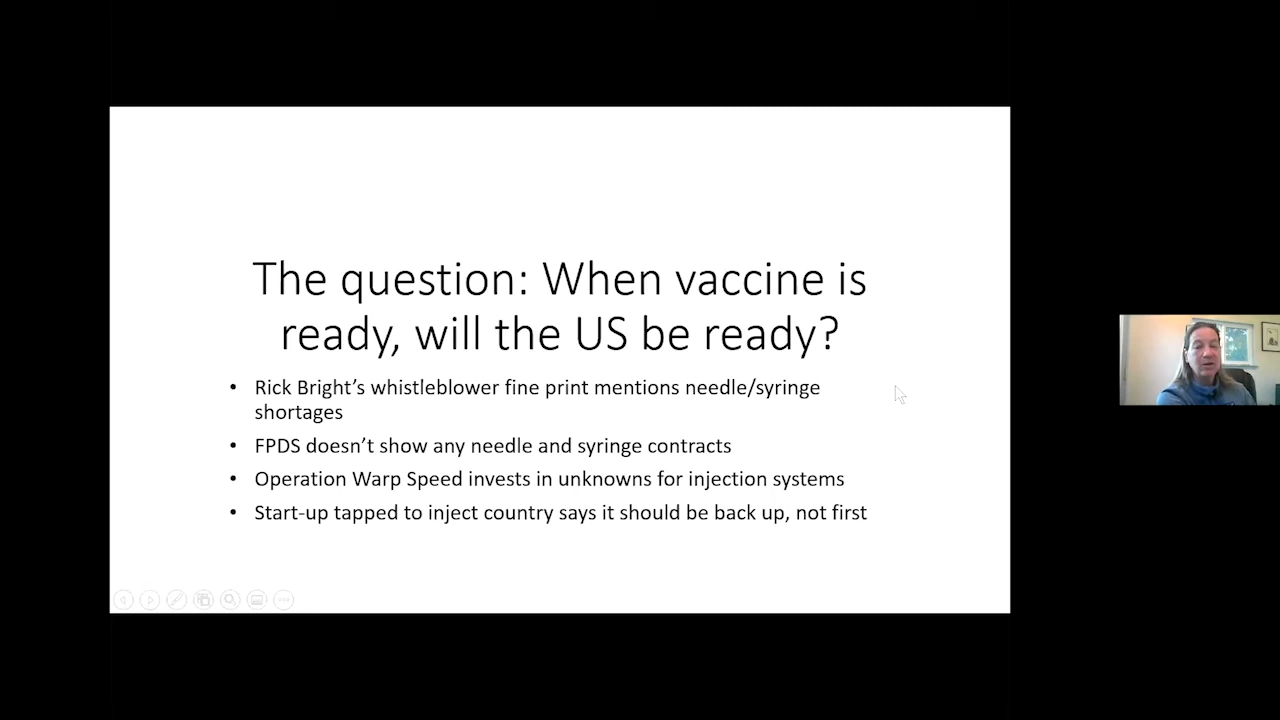 The question: When vaccine is
ready, will the US be ready?
• Rick Bright’s whistleblower fine print mentions needle/syringe
shortages
• FPDS doesn’t show any needle and syringe contracts
• Operation Warp Speed invests in unknowns for injection systems
• Start-up tapped to inject country says it should be back up, not first